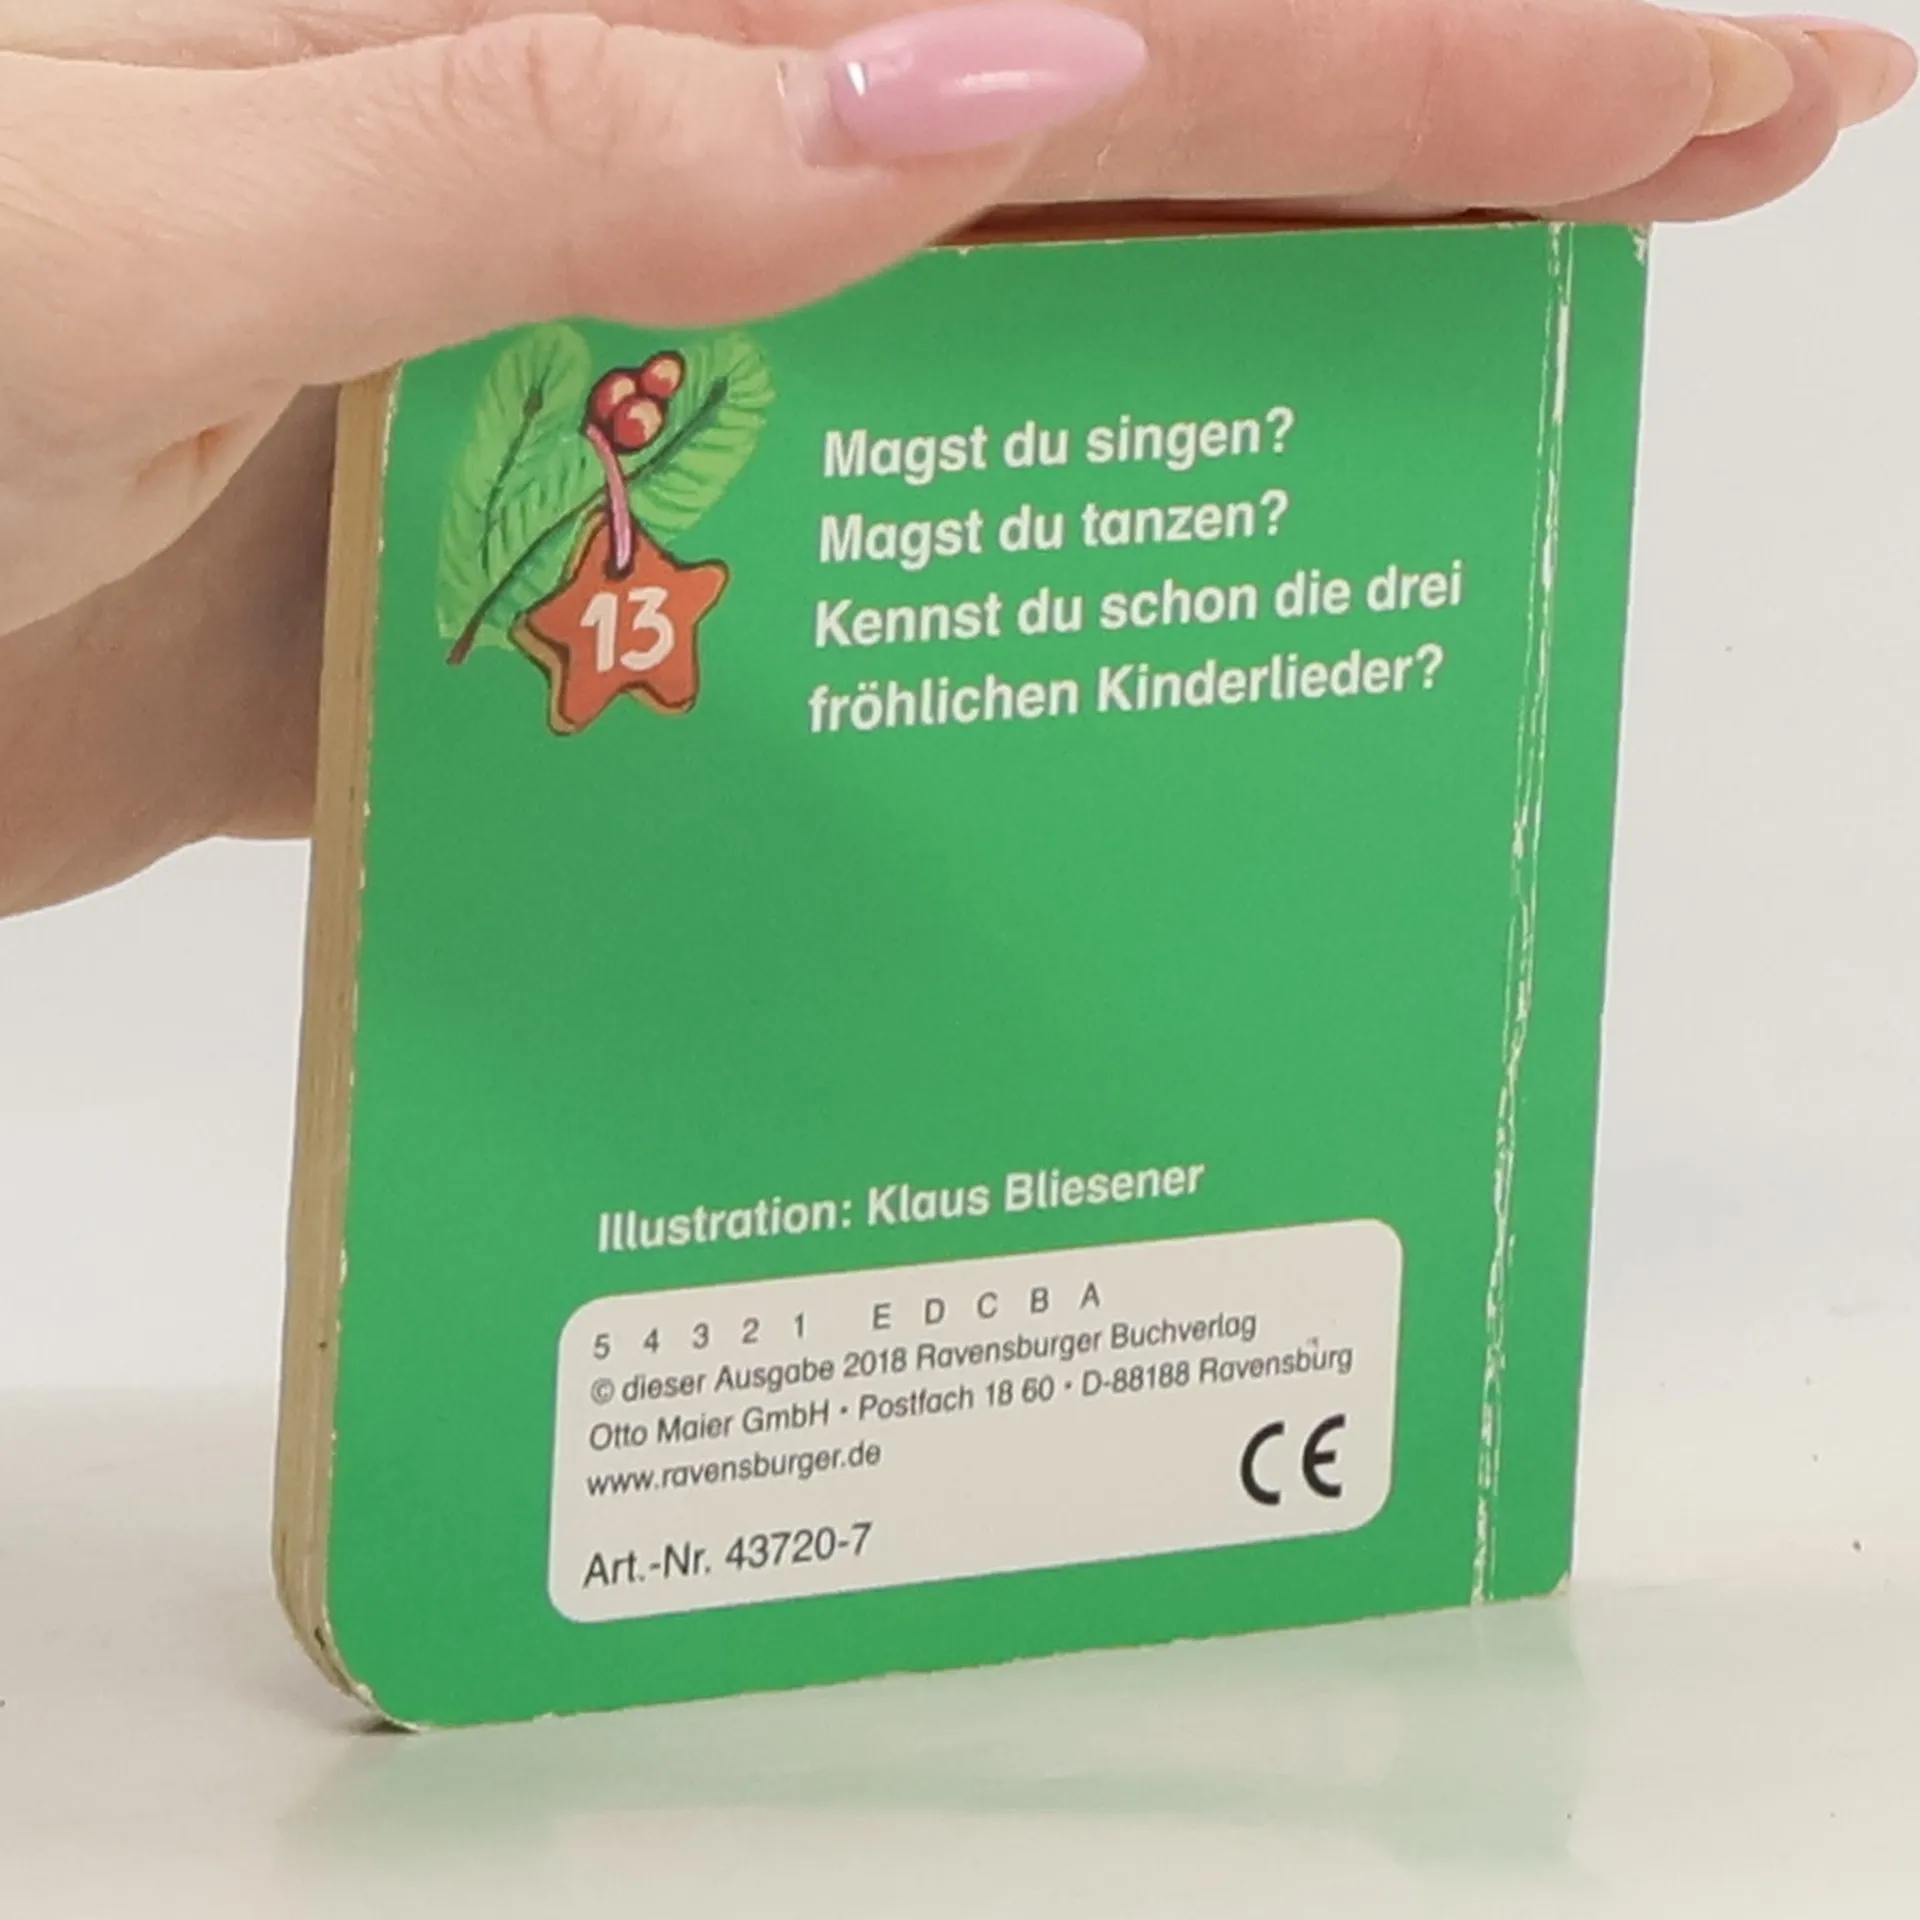 13
Magst du singen?
Magst du tanzen?
Kennst du schon die drei
fröhlichen Kinderlieder?
Illustration: Klaus Bliesener
5 4 3 2 1 E D C B A
© dieser Ausgabe 2018 Ravensburger Buchverlag
Otto Maier GmbH · Postfach 18 60 · D-88188 Ravensburg
www.ravensburger.de
CE
Art.-Nr. 43720-7